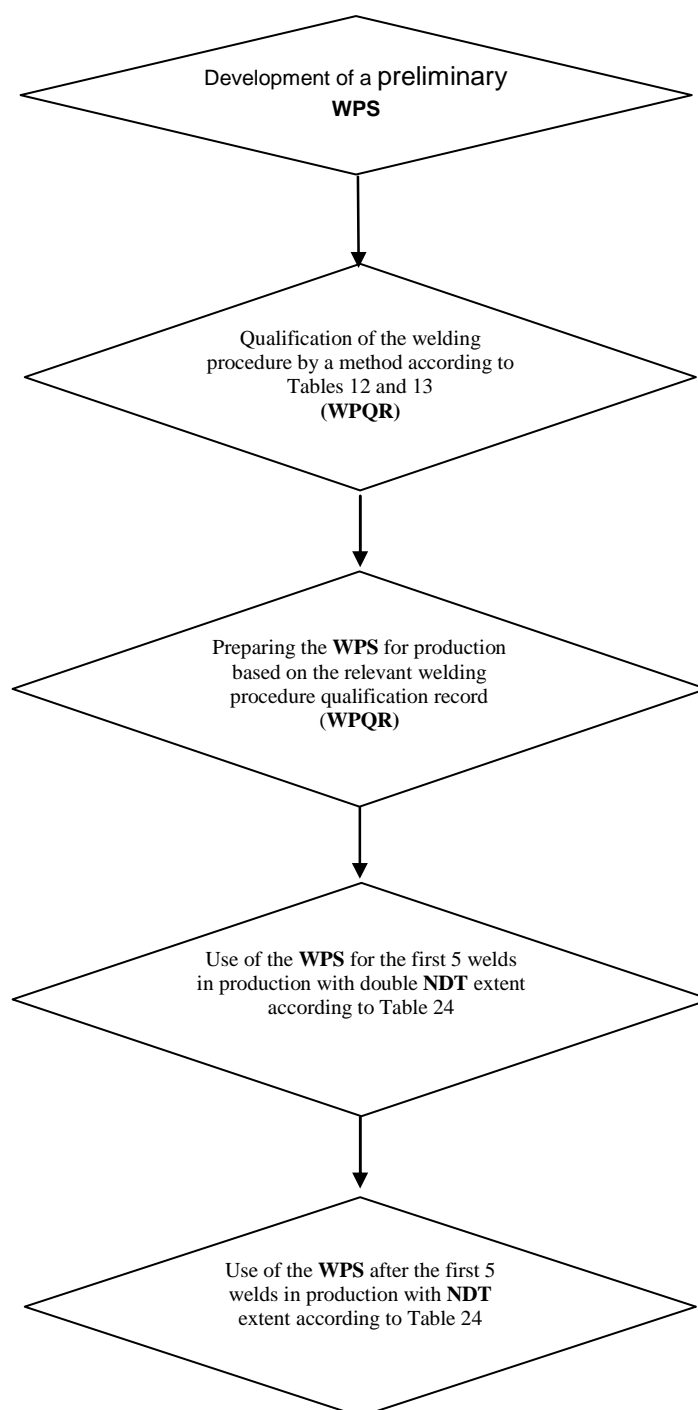 Development of a preliminary
WPS
Qualification of the welding
procedure by a method according to
Tables 12 and 13
(WPQR)
Preparing the WPS for production
based on the relevant welding
procedure qualification record
(WPQR)
Use of the WPS for the first 5 welds
in production with double NDT extent
according to Table 24
Use of the WPS after the first 5
welds in production with NDT
extent according to Table 24